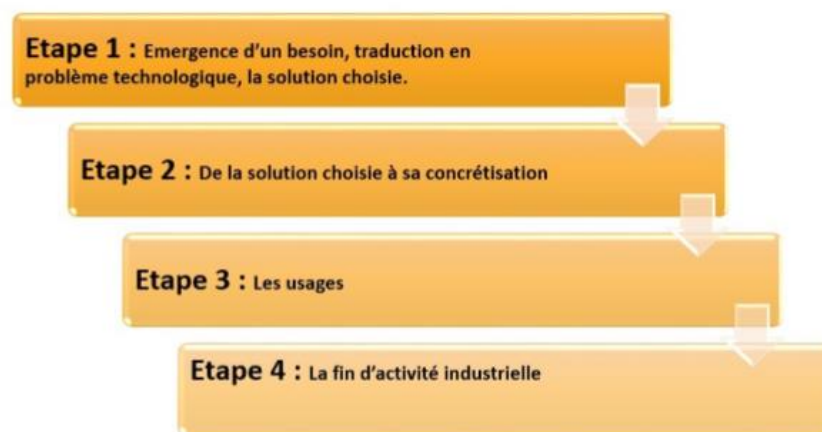 Etape 1 : Emergence d'un besoin, traduction en
problème technologique, la solution choisie.
Etape 2 : De la solution choisie à sa concrétisation
Etape 3 : Les usages
Etape 4 : La fin d'activité industrielle